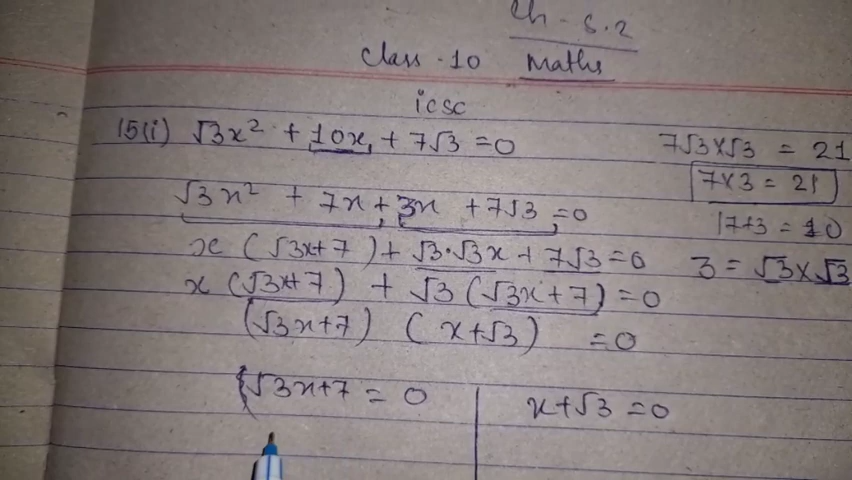 Ch - 5.2
Class - 10 Maths
icsc
15(i) √3x² + 10x + 7√3 = 0
7√3×√3 = 21
7×3 = 21
√3x² + 7x + 3x + 7√3 = 0
7+3 = 10
x (√3x+7) + √3·√3x + 7√3 = 0
3 = √3×√3
x (√3x+7) + √3 (√3x+7) = 0
(√3x+7) (x+√3) = 0
√3x+7 = 0
x+√3 = 0